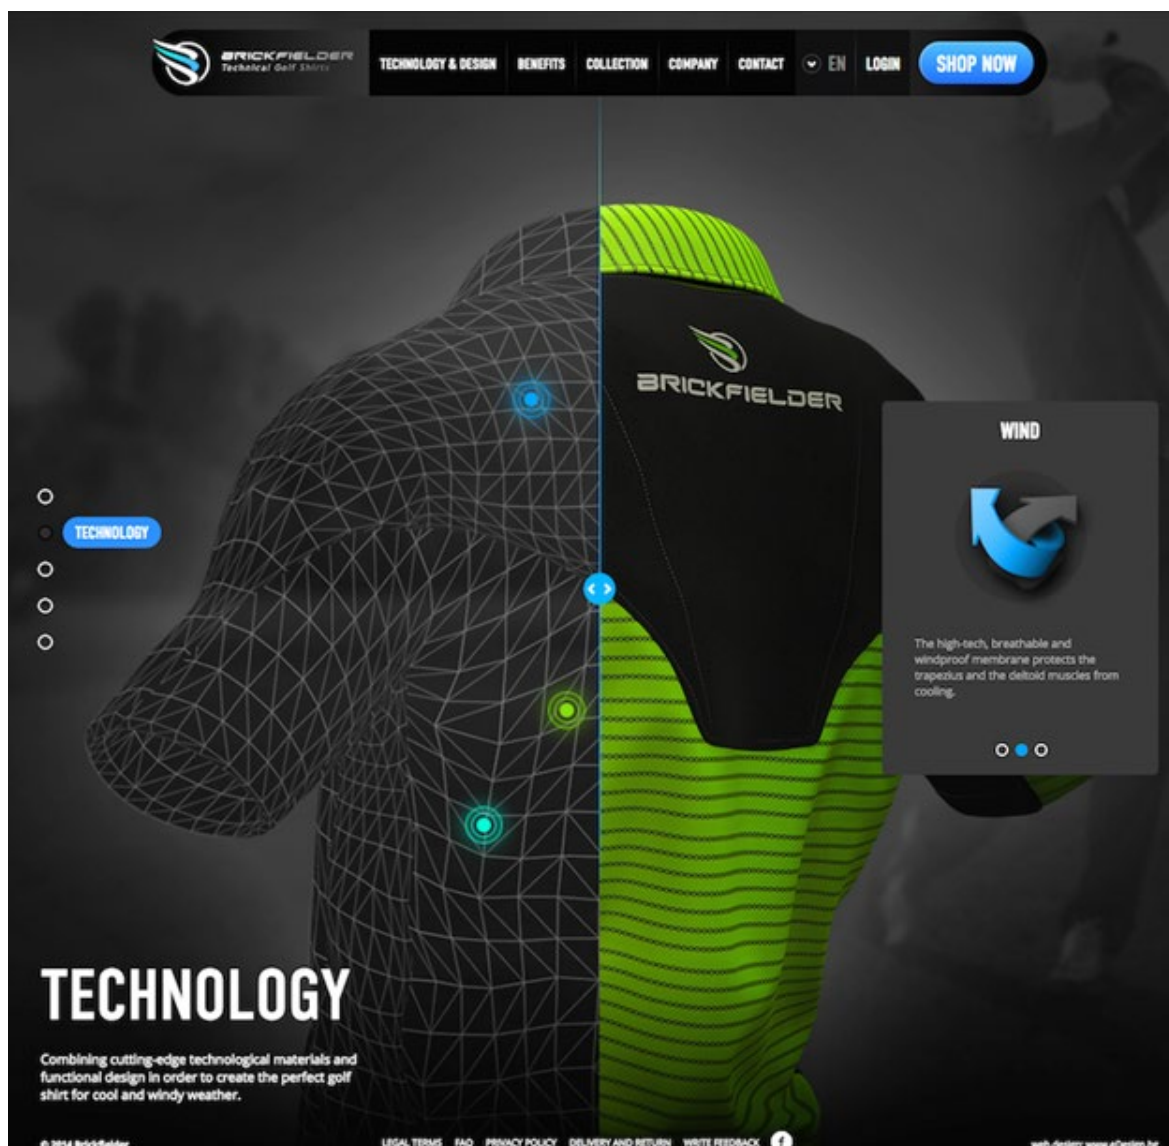 BRICKFIELDER
Technical Golf Shirts
TECHNOLOGY & DESIGN
BENEFITS
COLLECTION
COMPANY
CONTACT
EN
LOGIN
SHOP NOW
BRICKFIELDER
WIND
TECHNOLOGY
The high-tech, breathable and
windproof membrane protects the
trapezius and the deltoid muscles from
cooling.
TECHNOLOGY
Combining cutting-edge technological materials and
functional design in order to create the perfect golf
shirt for cool and windy weather.
© 2014 Brickfielder
LEGAL TERMS
FAQ
PRIVACY POLICY
DELIVERY AND RETURN
WRITE FEEDBACK
f